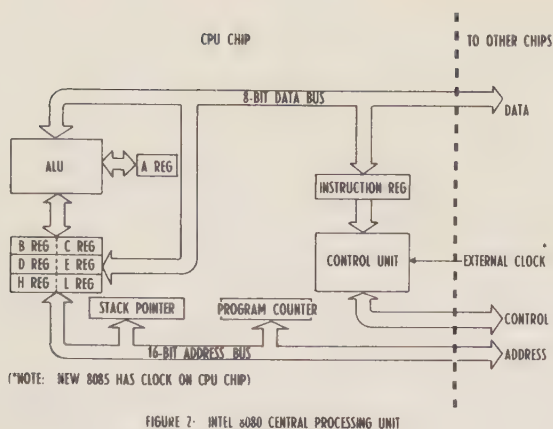 CPU CHIP
TO OTHER CHIPS
8-BIT DATA BUS
DATA
ALU
A REG
INSTRUCTION REG
B REG C REG
D REG E REG
H REG L REG
CONTROL UNIT
EXTERNAL CLOCK*
STACK POINTER
PROGRAM COUNTER
CONTROL
16-BIT ADDRESS BUS
ADDRESS
(*NOTE: NEW 8085 HAS CLOCK ON CPU CHIP)
FIGURE 2. INTEL 8080 CENTRAL PROCESSING UNIT